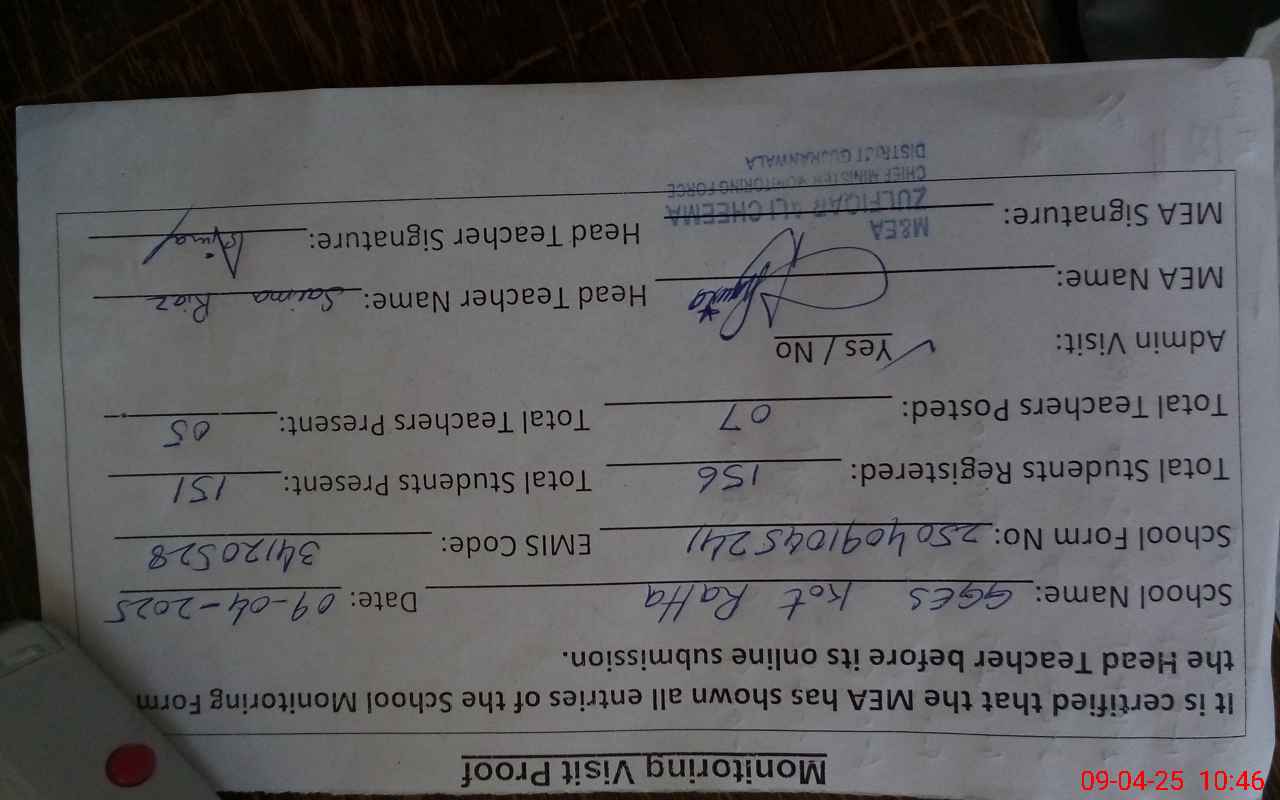 Monitoring Visit Proof
It is certified that the MEA has shown all entries of the School Monitoring Form
the Head Teacher before its online submission.
School Name: GGES Kot Ratta Date: 09-04-2025
School Form No: 2504091045241 EMIS Code: 34120528
Total Students Registered: 156 Total Students Present: 151
Total Teachers Posted: 07 Total Teachers Present: 05
Admin Visit: Yes / No
MEA Name: Head Teacher Name: Saima Riaz
MEA Signature: Head Teacher Signature:
M&EA
ZULFIQAR ALI CHEEMA
CHIEF MINISTER MONITORING FORCE
DISTRICT GUJRANWALA
09-04-25 10:46